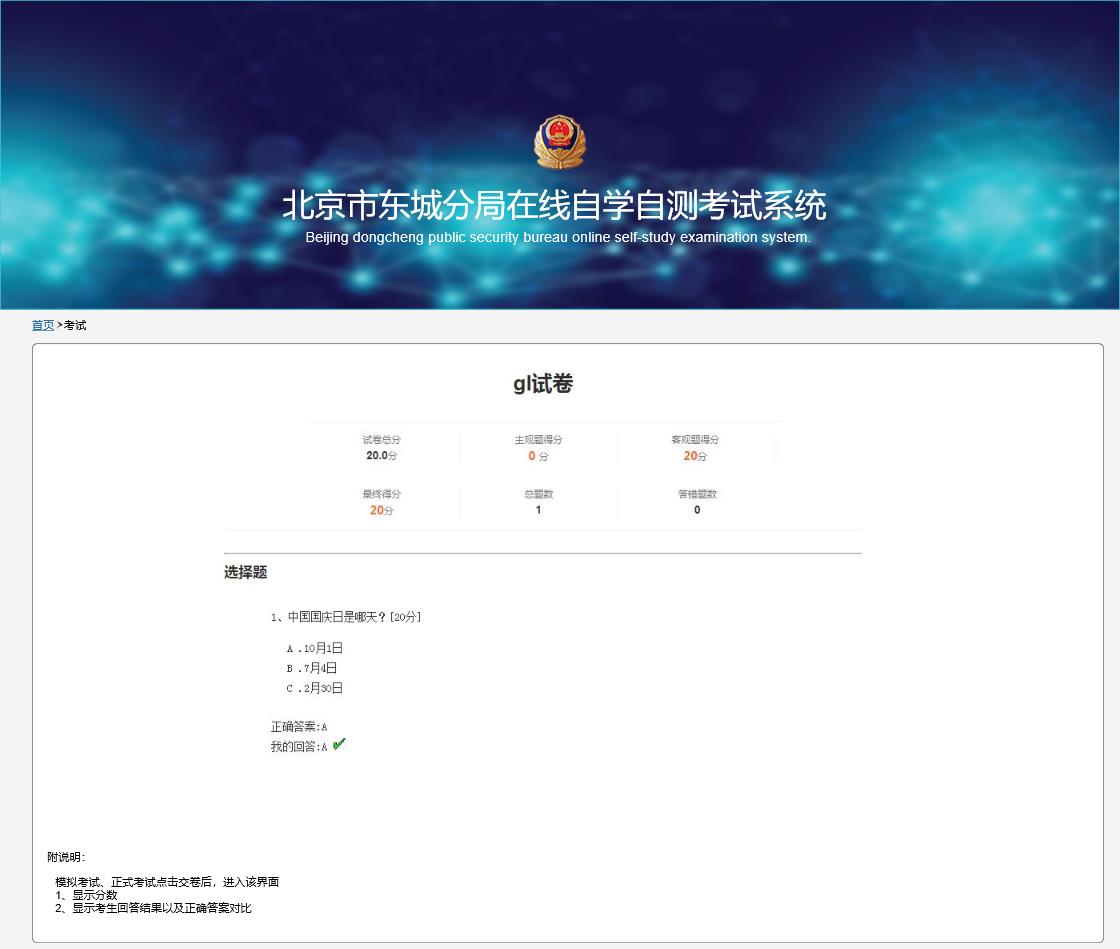 北京市东城分局在线自学自测考试系统
Beijing dongcheng public security bureau online self-study examination system.
首页>考试
gl试卷
试卷总分 主观题得分 客观题得分
20.0分 0 分 20分
最终得分 总题数 答错题数
20分 1 0
选择题
1、中国国庆日是哪天？[20分]
A .10月1日
B .7月4日
C .2月30日
正确答案:A
我的回答:A
附说明：
模拟考试、正式考试点击交卷后，进入该界面
1、显示分数
2、显示考生回答结果以及正确答案对比